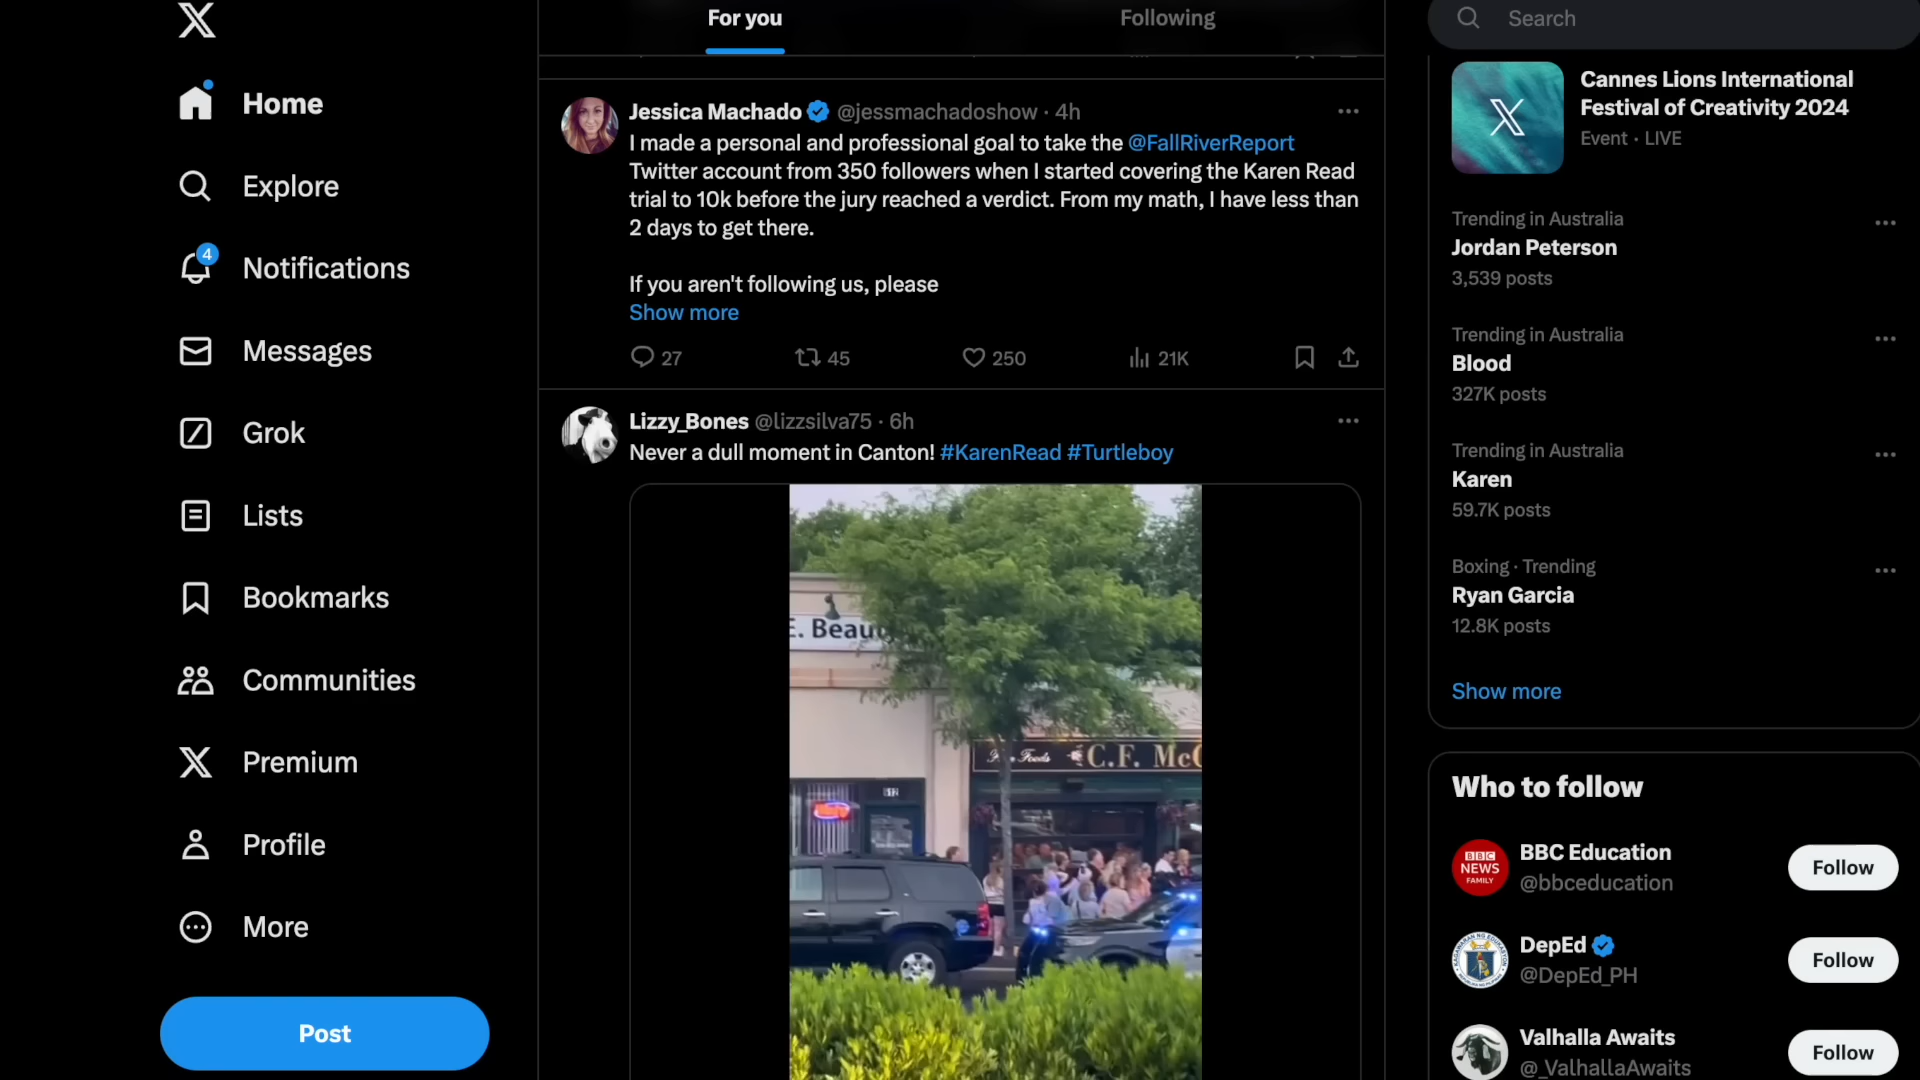 Home
Explore
4
Notifications
Messages
Grok
Lists
Bookmarks
Communities
Premium
Profile
More
Post
For you
Following
Jessica Machado @jessmachadoshow · 4h
I made a personal and professional goal to take the @FallRiverReport
Twitter account from 350 followers when I started covering the Karen Read
trial to 10k before the jury reached a verdict. From my math, I have less than
2 days to get there.
If you aren't following us, please
Show more
27
45
250
21K
Lizzy_Bones @lizzsilva75 · 6h
Never a dull moment in Canton! #KarenRead #Turtleboy
E. Beau
Foods
C.F. McC
512
Search
Cannes Lions International
Festival of Creativity 2024
Event · LIVE
Trending in Australia
Jordan Peterson
3,539 posts
Trending in Australia
Blood
327K posts
Trending in Australia
Karen
59.7K posts
Boxing · Trending
Ryan Garcia
12.8K posts
Show more
Who to follow
BBC
NEWS
FAMILY
BBC Education
@bbceducation
Follow
DepEd
@DepEd_PH
Follow
Valhalla Awaits
@_ValhallaAwaits
Follow